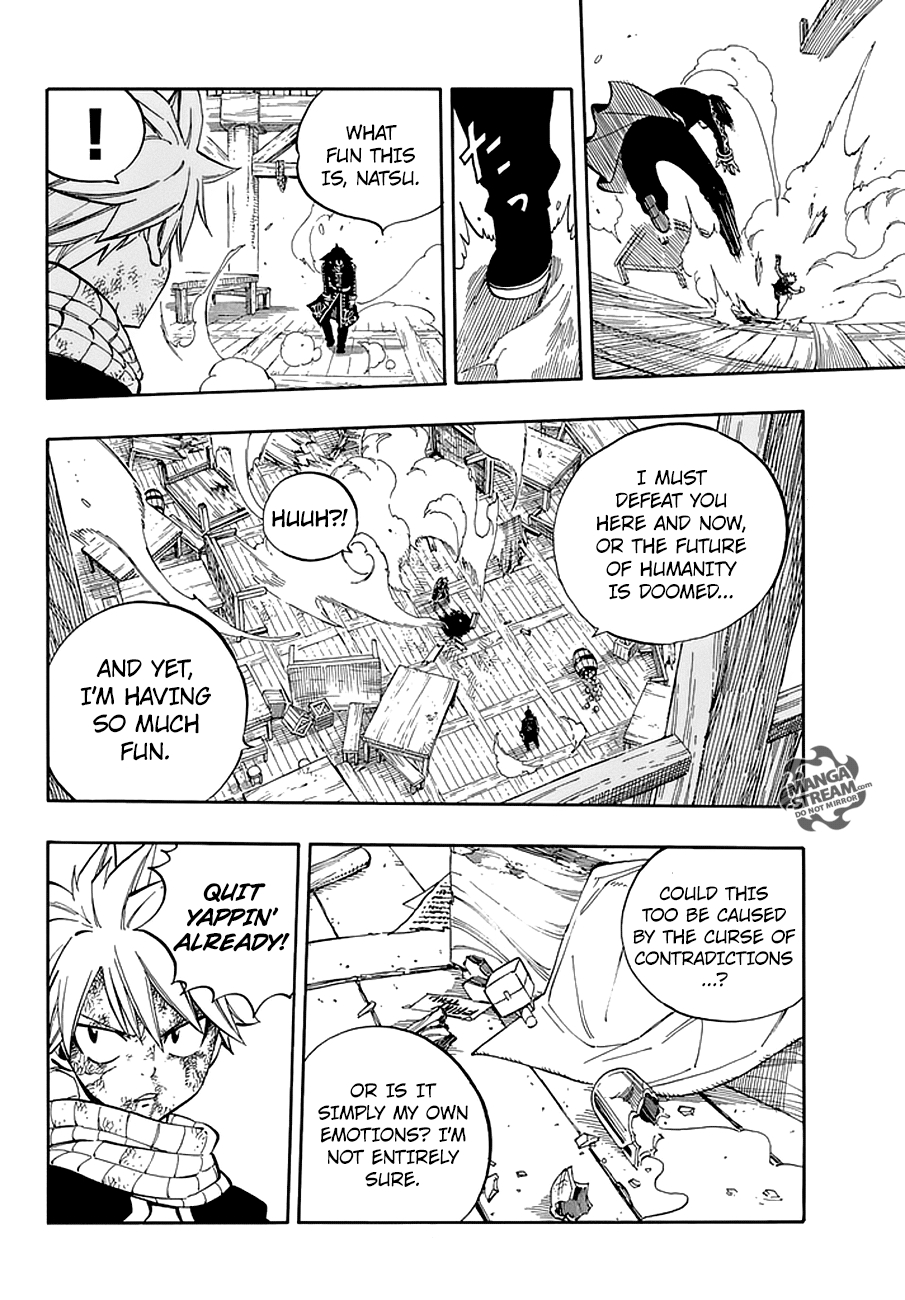 WHAT
FUN THIS
IS, NATSU.
!
I MUST
DEFEAT YOU
HERE AND NOW,
OR THE FUTURE
OF HUMANITY
IS DOOMED...
HUUH?!
AND YET,
I'M HAVING
SO MUCH
FUN.
MANGA
STREAM.com
DO NOT MIRROR
COULD THIS
TOO BE CAUSED
BY THE CURSE OF
CONTRADICTIONS
...?
OR IS IT
SIMPLY MY OWN
EMOTIONS? I'M
NOT ENTIRELY
SURE.
QUIT
YAPPIN'
ALREADY!